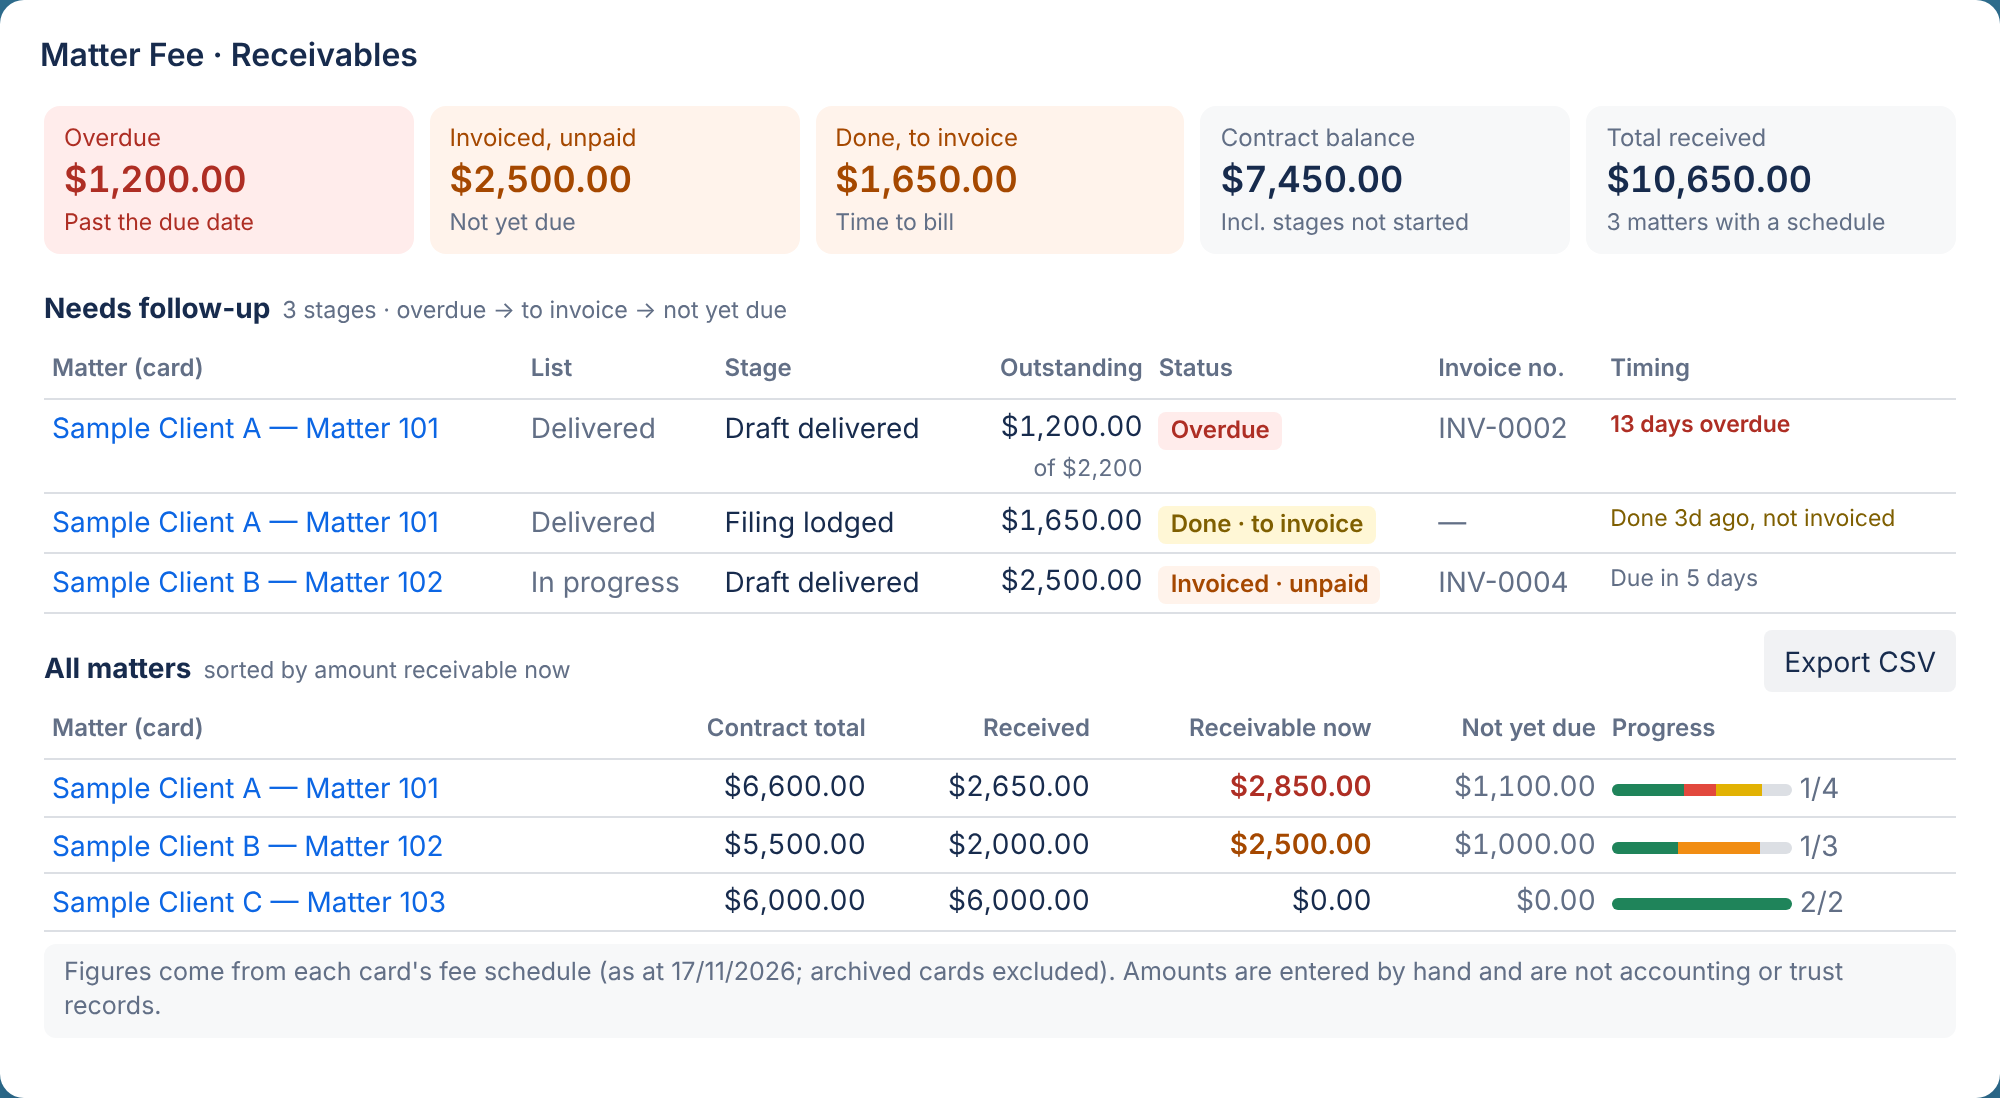 Matter Fee · Receivables
Overdue
$1,200.00
Past the due date
Invoiced, unpaid
$2,500.00
Not yet due
Done, to invoice
$1,650.00
Time to bill
Contract balance
$7,450.00
Incl. stages not started
Total received
$10,650.00
3 matters with a schedule
Needs follow-up 3 stages · overdue → to invoice → not yet due
Matter (card) List Stage Outstanding Status Invoice no. Timing
Sample Client A — Matter 101 Delivered Draft delivered $1,200.00 Overdue INV-0002 13 days overdue
of $2,200
Sample Client A — Matter 101 Delivered Filing lodged $1,650.00 Done · to invoice — Done 3d ago, not invoiced
Sample Client B — Matter 102 In progress Draft delivered $2,500.00 Invoiced · unpaid INV-0004 Due in 5 days
All matters sorted by amount receivable now Export CSV
Matter (card) Contract total Received Receivable now Not yet due Progress
Sample Client A — Matter 101 $6,600.00 $2,650.00 $2,850.00 $1,100.00 1/4
Sample Client B — Matter 102 $5,500.00 $2,000.00 $2,500.00 $1,000.00 1/3
Sample Client C — Matter 103 $6,000.00 $6,000.00 $0.00 $0.00 2/2
Figures come from each card's fee schedule (as at 17/11/2026; archived cards excluded). Amounts are entered by hand and are not accounting or trust
records.